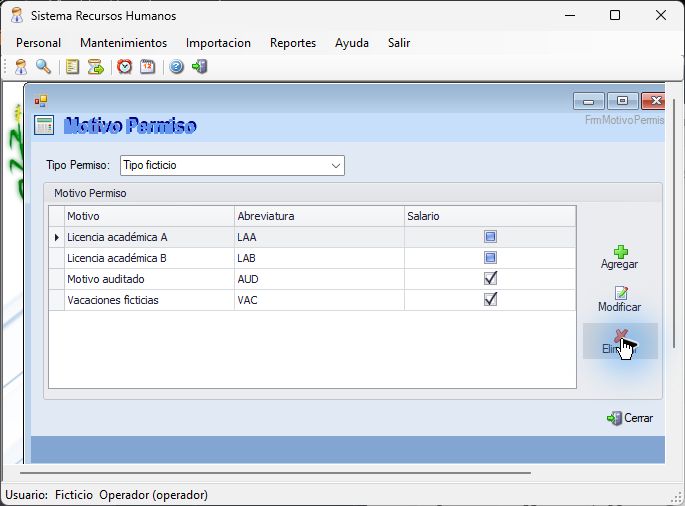 Sistema Recursos Humanos
Personal Mantenimientos Importacion Reportes Ayuda Salir
12
Motivo Permiso
FrmMotivoPermis
Tipo Permiso: Tipo ficticio
Motivo Permiso
Motivo Abreviatura Salario
Licencia académica A LAA
Licencia académica B LAB
Motivo auditado AUD
Vacaciones ficticias VAC
Agregar
Modificar
Cerrar
Usuario: Ficticio Operador (operador)